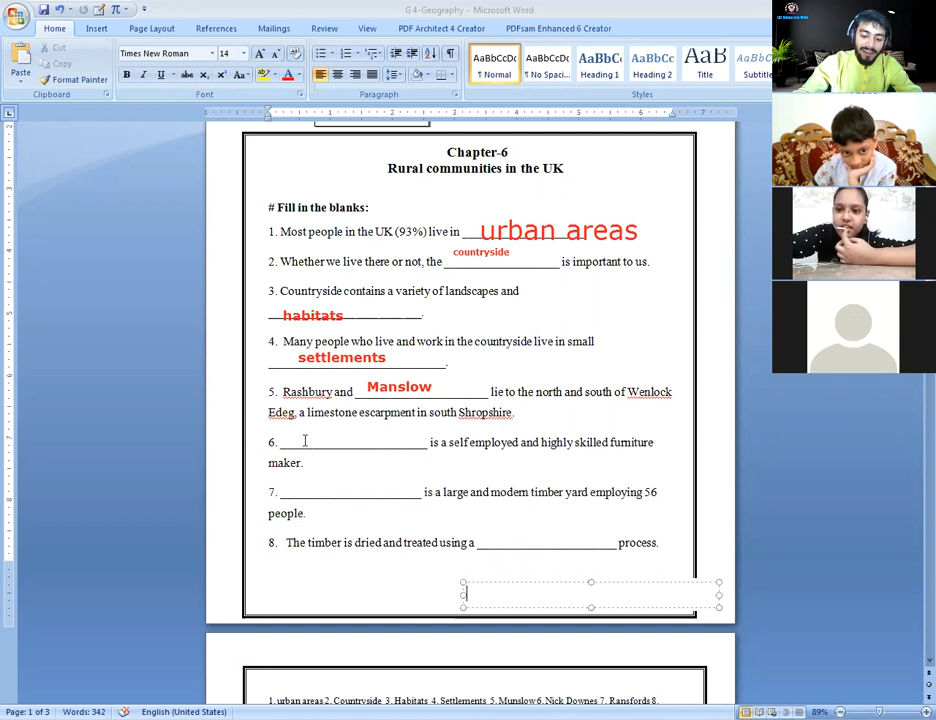 G 4-Geography - Microsoft Word
Home Insert Page Layout References Mailings Review View PDF Architect 4 Creator PDFsam Enhanced 6 Creator
Paste
Cut
Copy
Format Painter
Times New Roman 14
AaBbCcDc AaBbCcDc AaBbC AaBbCc AaB AaBbCc
¶ Normal ¶ No Spaci... Heading 1 Heading 2 Title Subtitl
Clipboard Font Paragraph Styles
Chapter-6
Rural communities in the UK
# Fill in the blanks:
1. Most people in the UK (93%) live in urban areas
2. Whether we live there or not, the countryside is important to us.
3. Countryside contains a variety of landscapes and
habitats.
4. Many people who live and work in the countryside live in small
settlements.
5. Rashbury and Manslow lie to the north and south of Wenlock
Edeg, a limestone escarpment in south Shropshire.
6. ____________________ is a self employed and highly skilled furniture
maker.
7. ____________________ is a large and modern timber yard employing 56
people.
8. The timber is dried and treated using a ____________________ process.
1. urban areas 2. Countryside 3. Habitats 4. Settlements 5. Munslow 6. Nick Downes 7. Ransfords 8.
Page: 1 of 3 Words: 342 English (United States) 89%